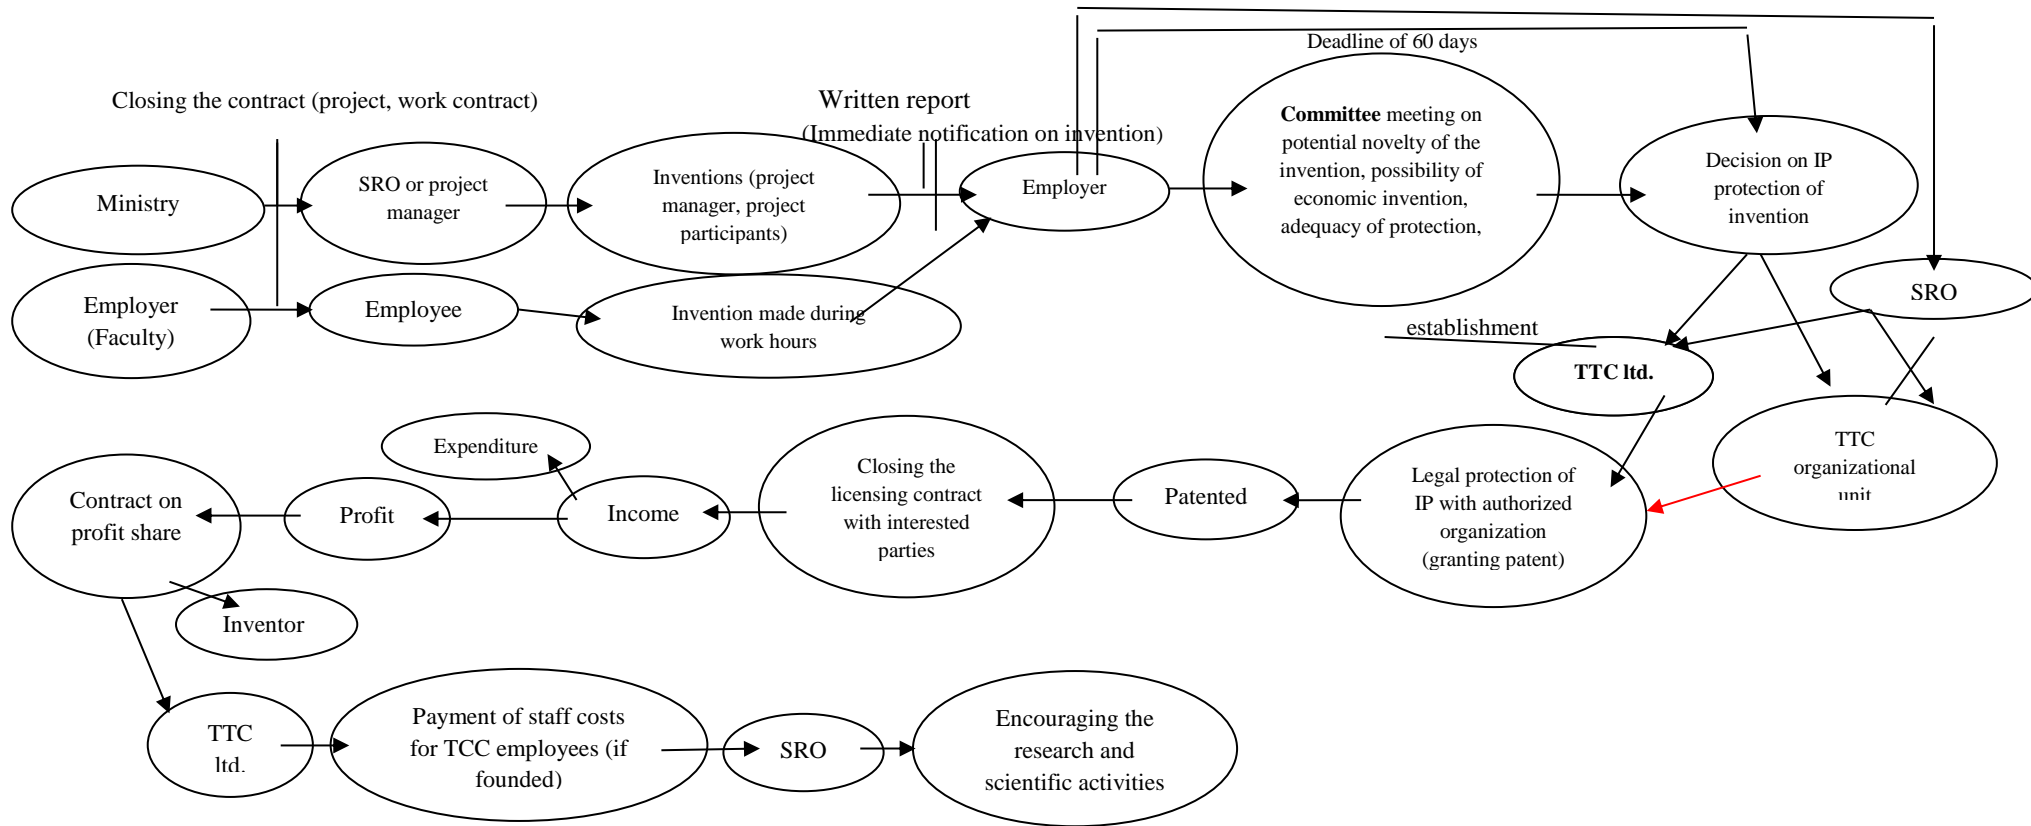 Deadline of 60 days
Closing the contract (project, work contract)
Written report
(Immediate notification on invention)
Ministry
SRO or project
manager
Inventions (project
manager, project
participants)
Employer
Committee meeting on
potential novelty of the
invention, possibility of
economic invention,
adequacy of protection,
Decision on IP
protection of
invention
SRO
Employer
(Faculty)
Employee
Invention made during
work hours
establishment
TTC ltd.
TTC
organizational
unit
Legal protection of
IP with authorized
organization
(granting patent)
Patented
Closing the
licensing contract
with interested
parties
Expenditure
Income
Profit
Contract on
profit share
Inventor
TTC
ltd.
Payment of staff costs
for TCC employees (if
founded)
SRO
Encouraging the
research and
scientific activities